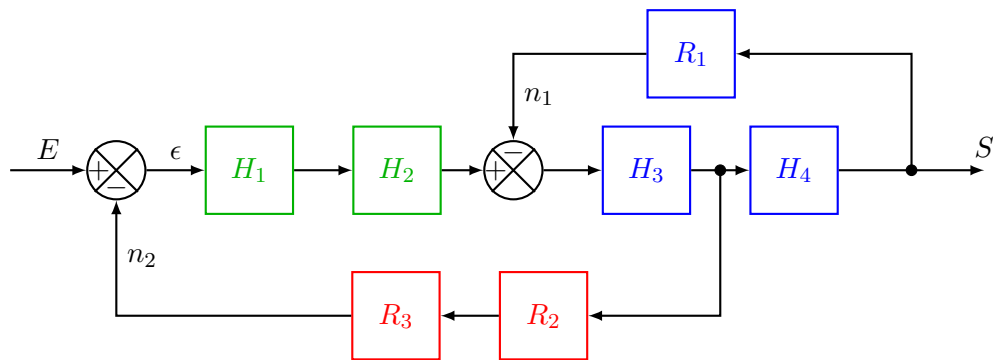 R₁
n₁
E
ϵ
S
+
−
H₁
H₂
+
−
H₃
H₄
n₂
R₃
R₂